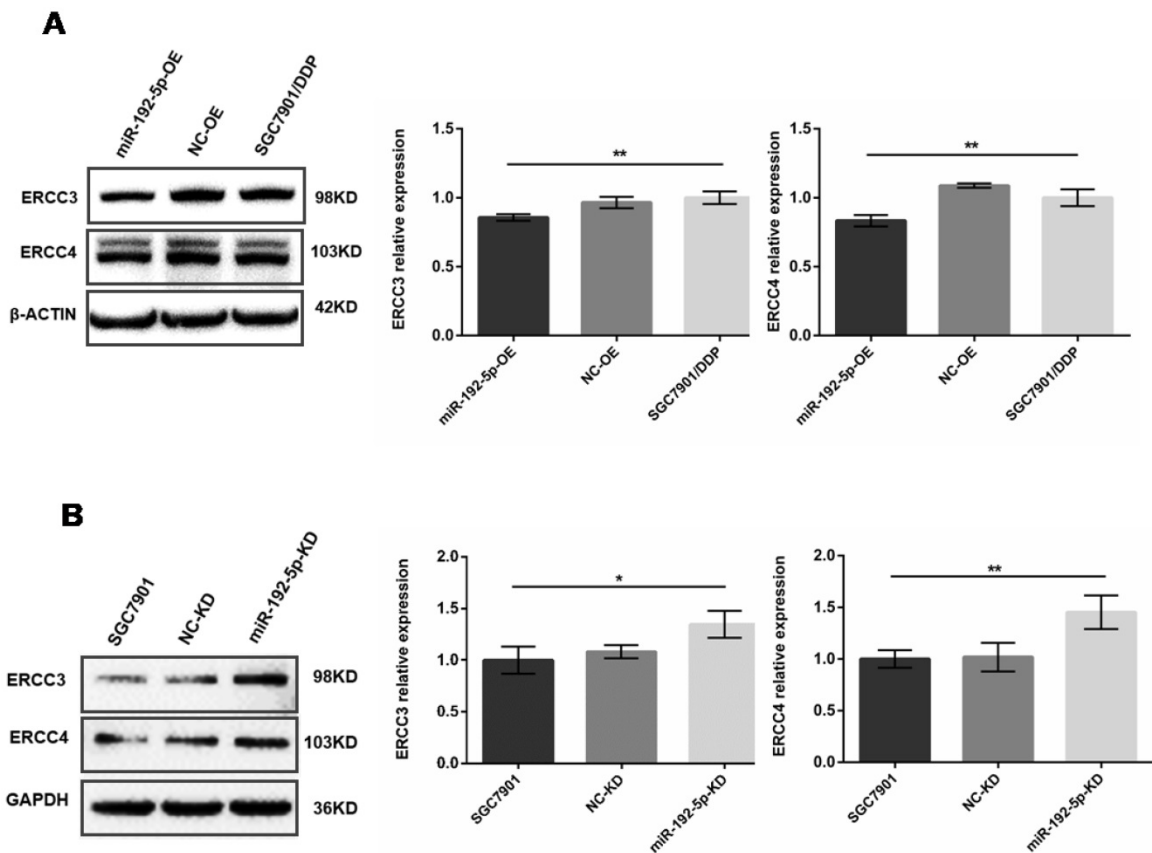 A
miR-192-5p-OE
NC-OE
SGC7901/DDP
ERCC3
98KD
ERCC4
103KD
β-ACTIN
42KD
ERCC3 relative expression
1.5
1.0
0.5
0.0
**
miR-192-5p-OE
NC-OE
SGC7901/DDP
ERCC4 relative expression
1.5
1.0
0.5
0.0
**
miR-192-5p-OE
NC-OE
SGC7901/DDP
B
SGC7901
NC-KD
miR-192-5p-KD
ERCC3
98KD
ERCC4
103KD
GAPDH
36KD
ERCC3 relative expression
2.0
1.5
1.0
0.5
0.0
*
SGC7901
NC-KD
miR-192-5p-KD
ERCC4 relative expression
2.0
1.5
1.0
0.5
0.0
**
SGC7901
NC-KD
miR-192-5p-KD